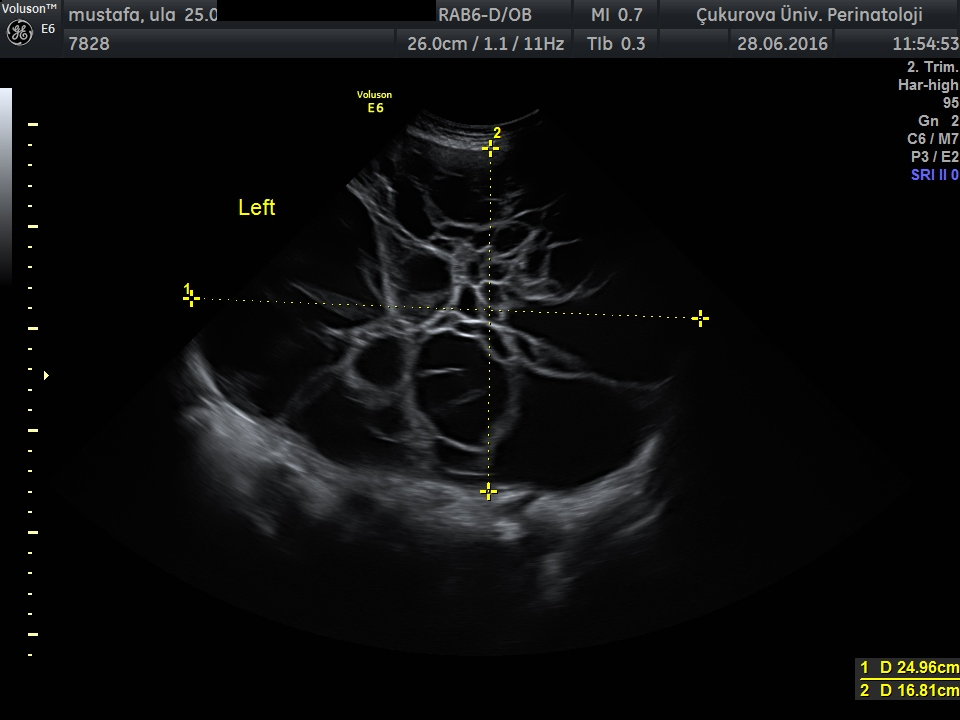 Voluson™
E6
mustafa, ula 25.0
RAB6-D/OB
MI 0.7
Çukurova Üniv. Perinatoloji
7828
26.0cm / 1.1 / 11Hz
TIb 0.3
28.06.2016
11:54:53
2. Trim.
Har-high
95
Gn 2
C6 / M7
P3 / E2
SRI II 0
Voluson
E6
2
Left
1
1 D 24.96cm
2 D 16.81cm